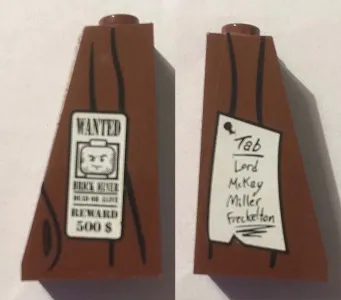 WANTED
BRICK MINER
DEAD OR ALIVE
REWARD
500 $
Tab
Lord
McKay
Miller
Freckelton